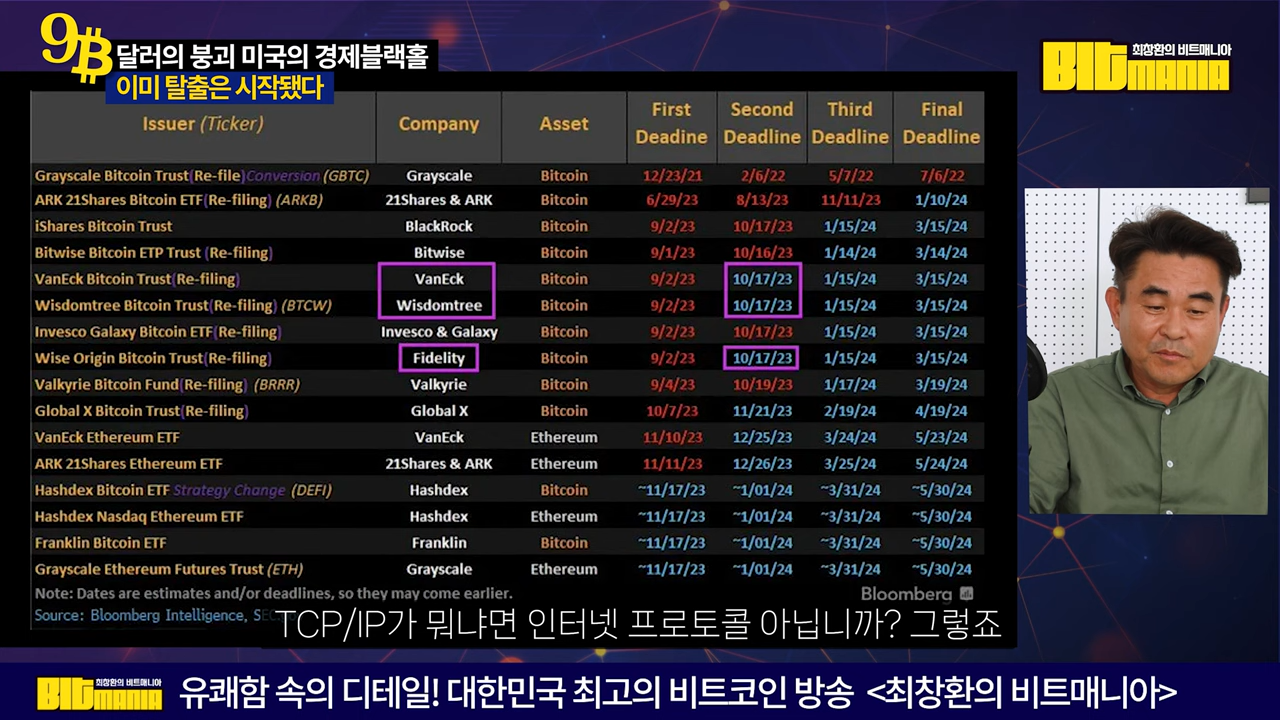 9₿
달러의 붕괴 미국의 경제블랙홀
이미 탈출은 시작됐다
최창환의 비트매니아
BIT MANIA
Issuer (Ticker) Company Asset First Deadine Second Deadline Third Deadline Final Deadline
Grayscale Bitcoin Trust(Re-file)Conversion (GBTC) Grayscale Bitcoin 12/23/21 2/6/22 5/7/22 7/6/22
ARK 21Shares Bitcoin ETF(Re-filing) (ARKB) 21Shares & ARK Bitcoin 6/29/23 8/13/23 11/11/23 1/10/24
iShares Bitcoin Trust BlackRock Bitcoin 9/2/23 10/17/23 1/15/24 3/15/24
Bitwise Bitcoin ETP Trust (Re-filing) Bitwise Bitcoin 9/1/23 10/16/23 1/14/24 3/14/24
VanEck Bitcoin Trust(Re-filing) VanEck Bitcoin 9/2/23 10/17/23 1/15/24 3/15/24
Wisdomtree Bitcoin Trust(Re-filing) (BTCW) Wisdomtree Bitcoin 9/2/23 10/17/23 1/15/24 3/15/24
Invesco Galaxy Bitcoin ETF(Re-filing) Invesco & Galaxy Bitcoin 9/2/23 10/17/23 1/15/24 3/15/24
Wise Origin Bitcoin Trust(Re-filing) Fidelity Bitcoin 9/2/23 10/17/23 1/15/24 3/15/24
Valkyrie Bitcoin Fund(Re-filing) (BRRR) Valkyrie Bitcoin 9/4/23 10/19/23 1/17/24 3/19/24
Global X Bitcoin Trust(Re-filing) Global X Bitcoin 10/7/23 11/21/23 2/19/24 4/19/24
VanEck Ethereum ETF VanEck Ethereum 11/10/23 12/25/23 3/24/24 5/23/24
ARK 21Shares Ethereum ETF 21Shares & ARK Ethereum 11/11/23 12/26/23 3/25/24 5/24/24
Hashdex Bitcoin ETF Strategy Change (DEFI) Hashdex Bitcoin ~11/17/23 ~1/01/24 ~3/31/24 ~5/30/24
Hashdex Nasdaq Ethereum ETF Hashdex Ethereum ~11/17/23 ~1/01/24 ~3/31/24 ~5/30/24
Franklin Bitcoin ETF Franklin Bitcoin ~11/17/23 ~1/01/24 ~3/31/24 ~5/30/24
Grayscale Ethereum Futures Trust (ETH) Grayscale Ethereum ~11/17/23 ~1/01/24 ~3/31/24 ~5/30/24
Note: Dates are estimates and/or deadlines, so they may come earlier. Bloomberg
Source: Bloomberg Intelligence,
TCP/IP가 뭐냐면 인터넷 프로토콜 아닙니까? 그렇죠
최창환의 비트매니아
BIT MANIA
유쾌함 속의 디테일! 대한민국 최고의 비트코인 방송 <최창환의 비트매니아>